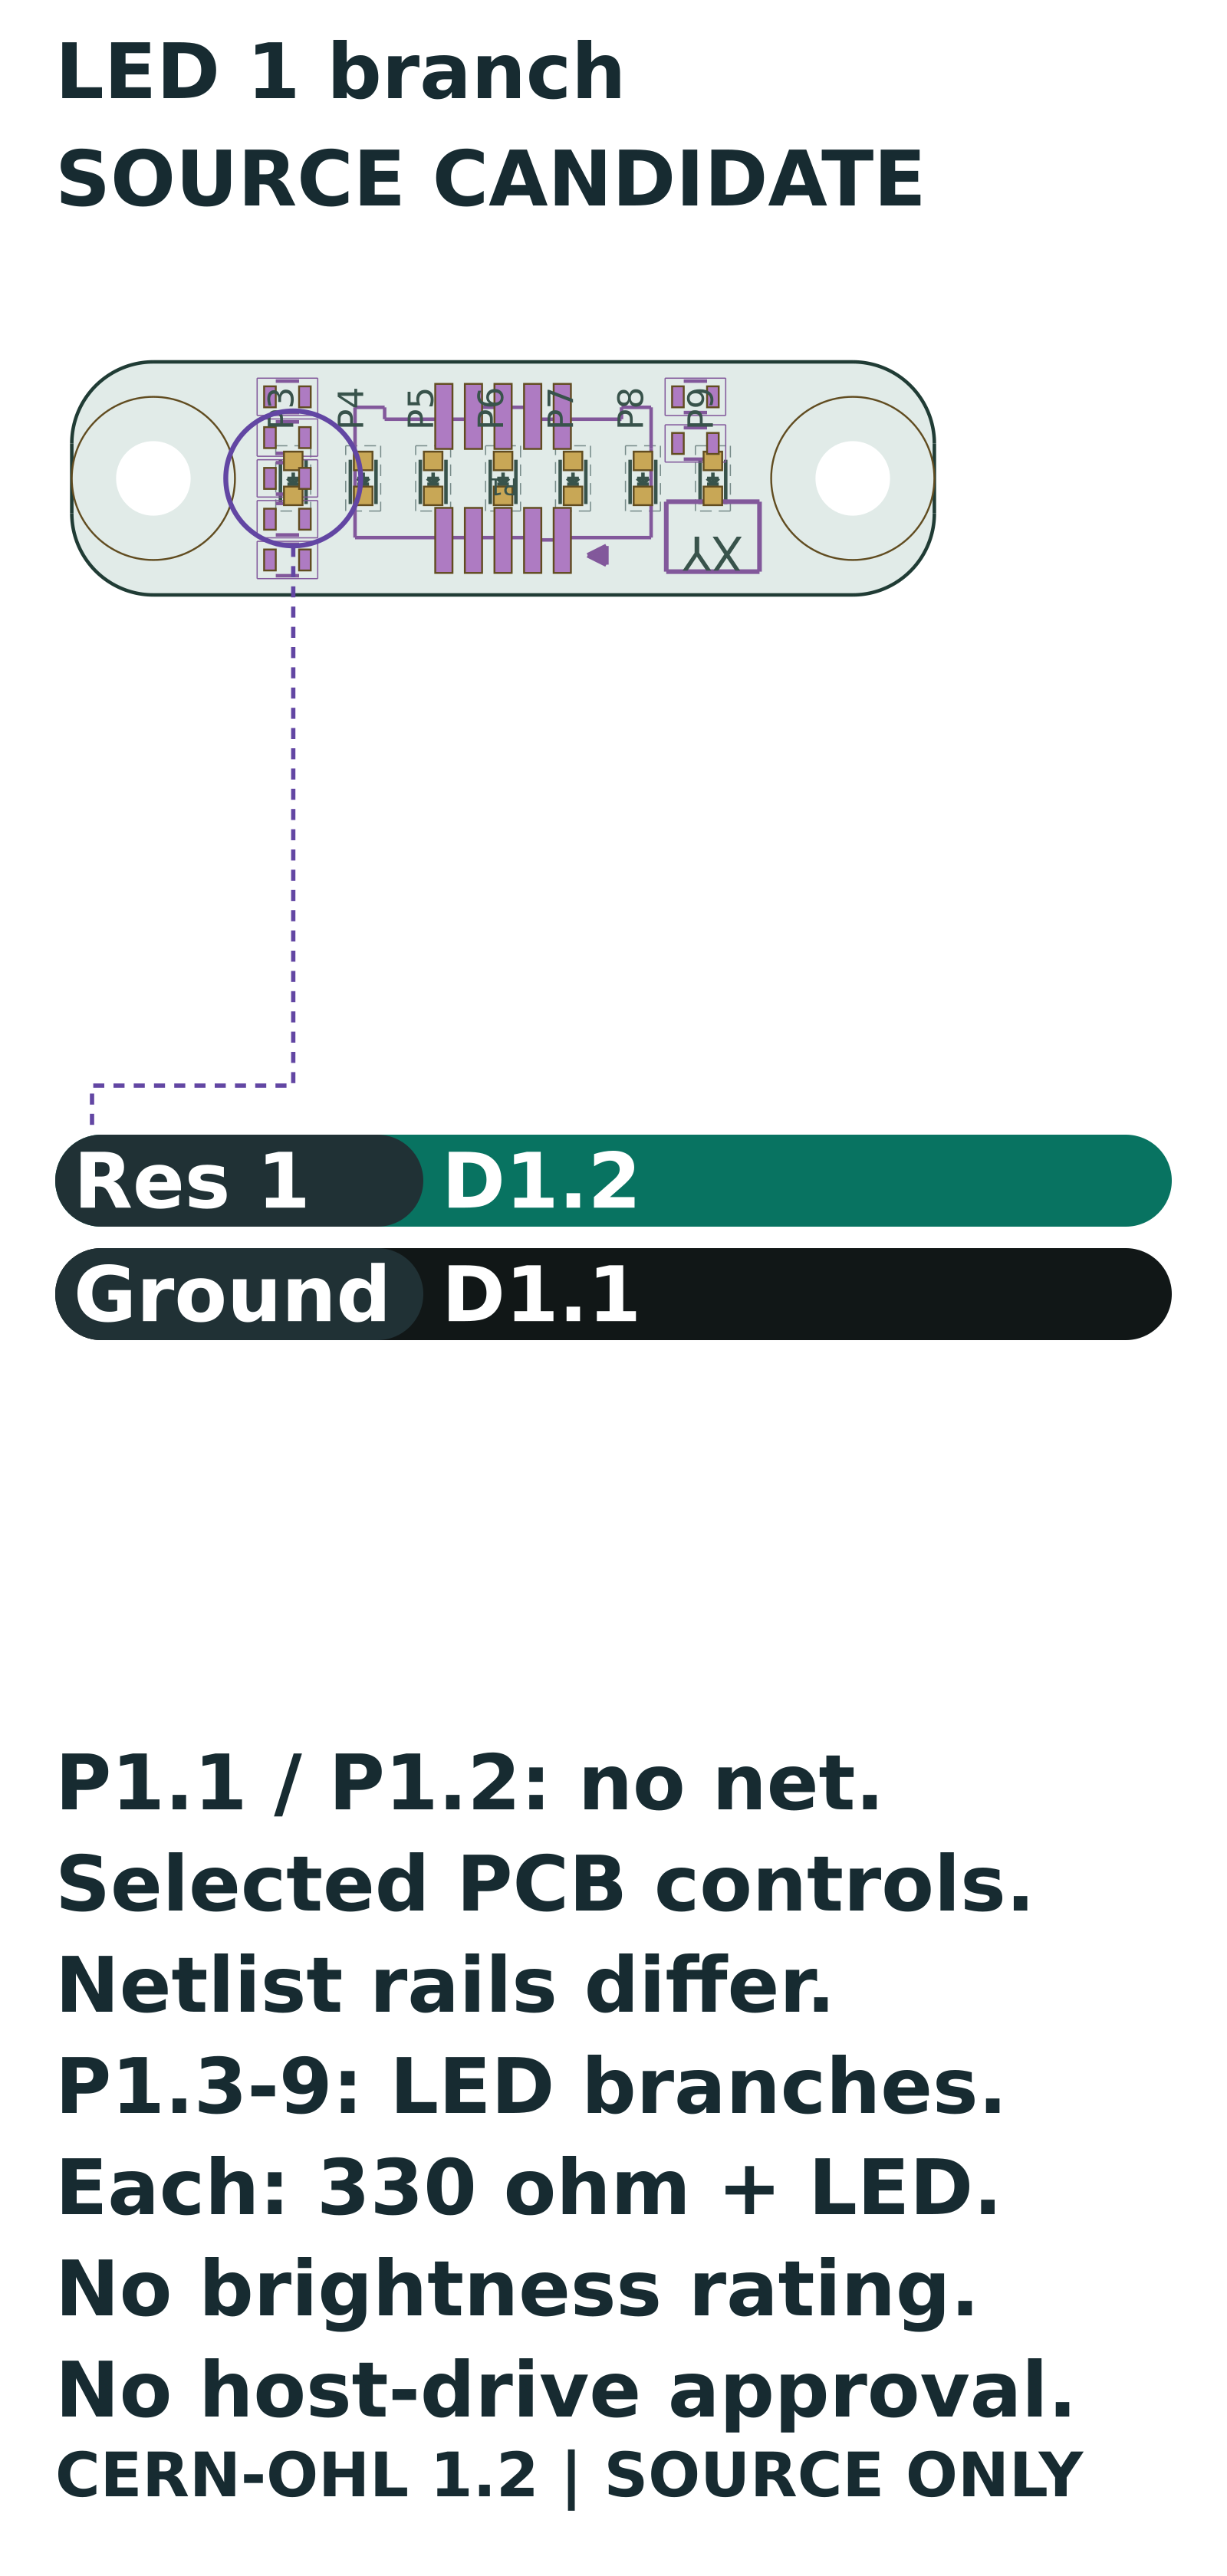 LED 1 branch
SOURCE CANDIDATE
P3 P4 P5 P6 P7 P8 P9
YX
Res 1 D1.2
Ground D1.1
P1.1 / P1.2: no net.
Selected PCB controls.
Netlist rails differ.
P1.3-9: LED branches.
Each: 330 ohm + LED.
No brightness rating.
No host-drive approval.
CERN-OHL 1.2 | SOURCE ONLY